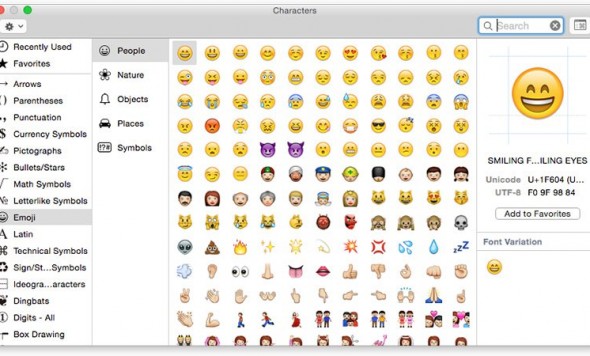 Characters
Search
Recently Used
Favorites
Arrows
Parentheses
Punctuation
Currency Symbols
Pictographs
Bullets/Stars
Math Symbols
Letterlike Symbols
Emoji
Latin
Technical Symbols
Sign/St…Symbols
Ideogra…aracters
Dingbats
Digits - All
Box Drawing
People
Nature
Objects
Places
Symbols
SMILING F…ILING EYES
Unicode U+1F604 (U…
UTF-8 F0 9F 98 84
Add to Favorites
Font Variation